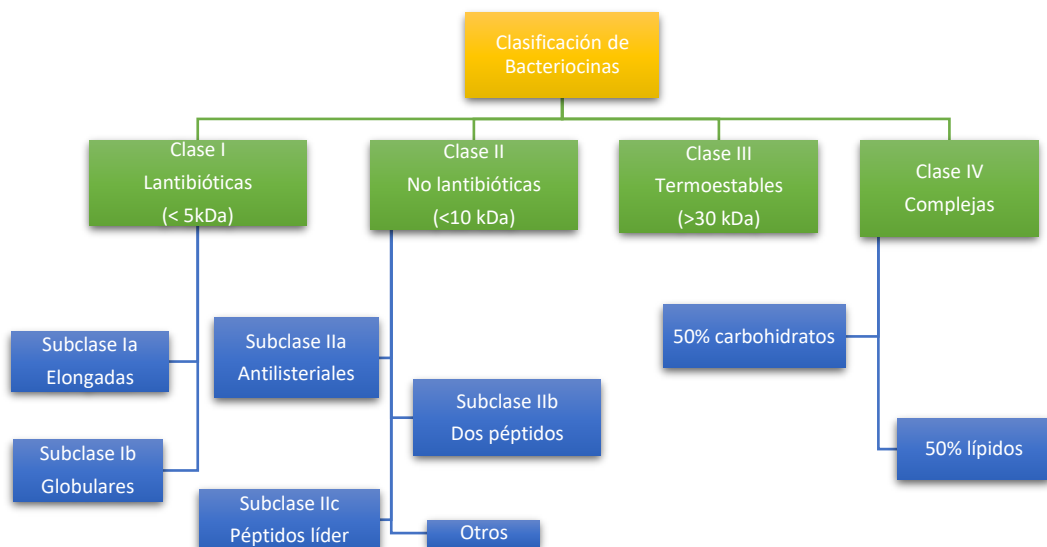 Clasificación de
Bacteriocinas
Clase I
Lantibióticas
(< 5kDa)
Clase II
No lantibióticas
(<10 kDa)
Clase III
Termoestables
(>30 kDa)
Clase IV
Complejas
Subclase Ia
Elongadas
Subclase Ib
Globulares
Subclase IIa
Antilisteriales
Subclase IIb
Dos péptidos
Subclase IIc
Péptidos líder
Otros
50% carbohidratos
50% lípidos